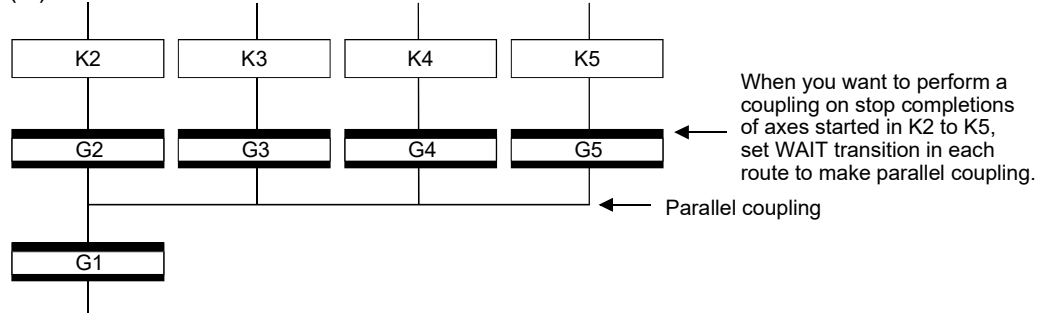 K2 K3 K4 K5
When you want to perform a
coupling on stop completions
of axes started in K2 to K5,
set WAIT transition in each
route to make parallel coupling.
G2 G3 G4 G5
Parallel coupling
G1